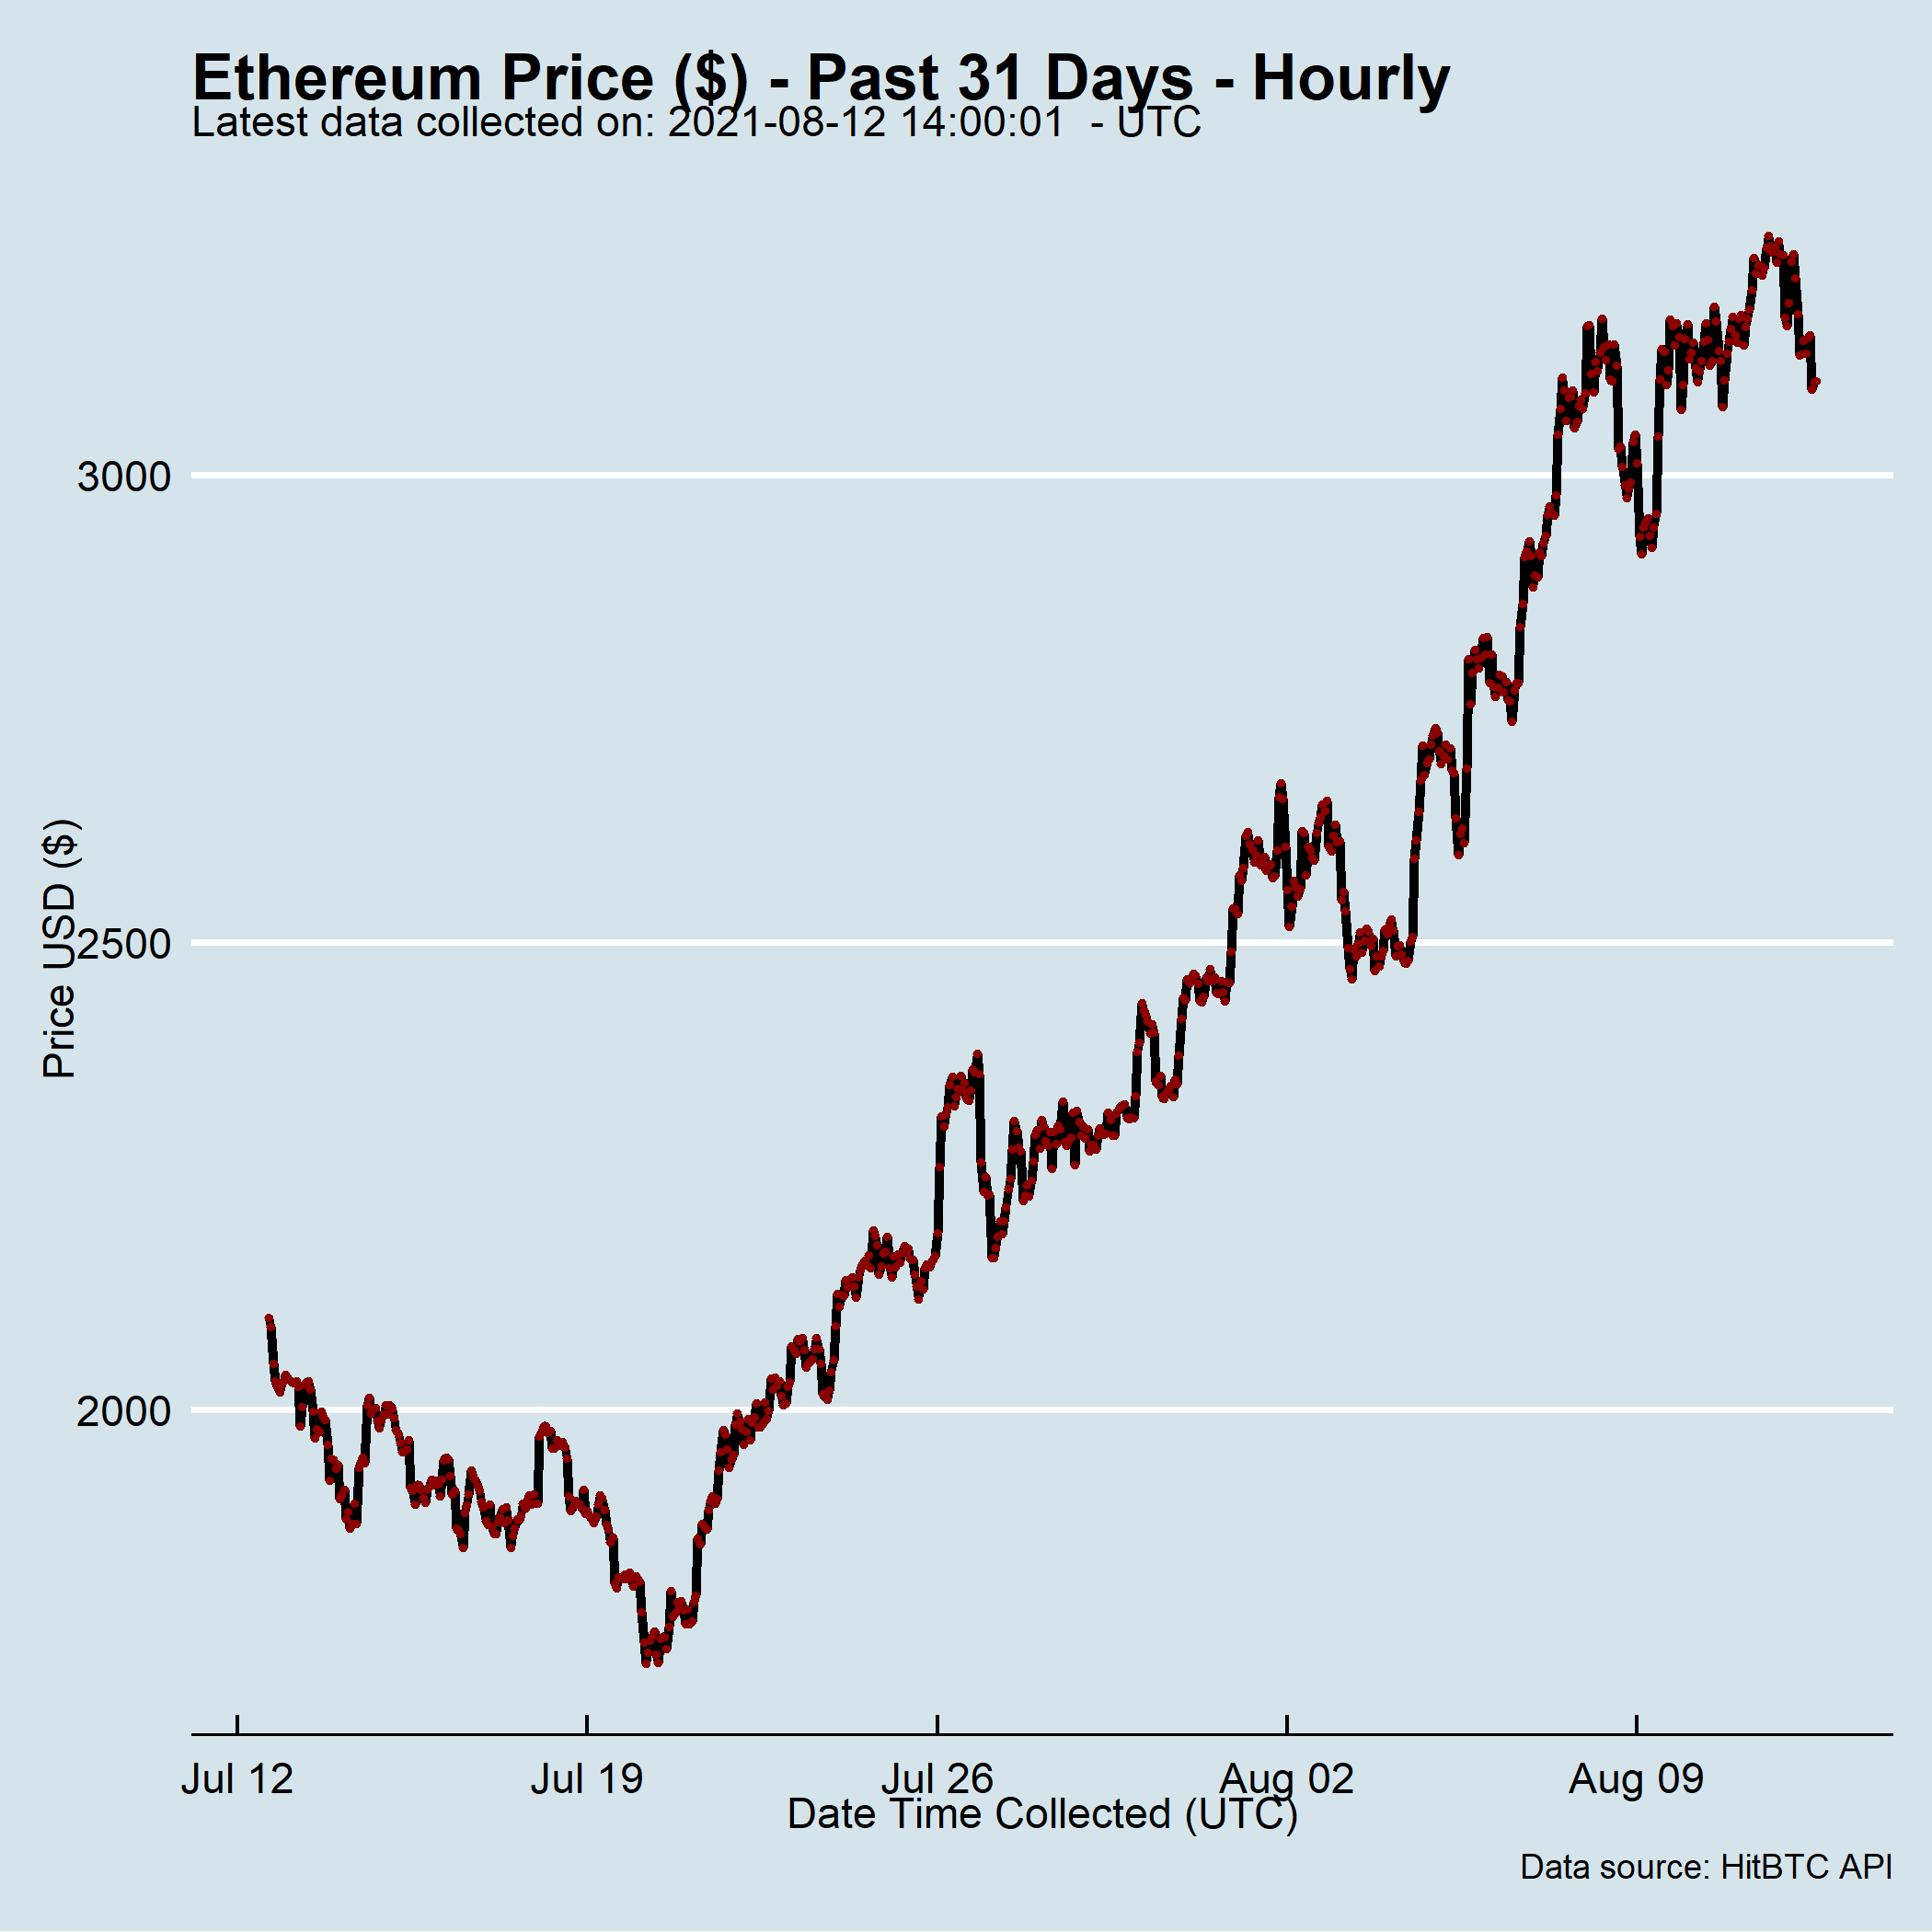 Ethereum Price ($) - Past 31 Days - Hourly
Latest data collected on: 2021-08-12 14:00:01  - UTC
3000
2500
2000
Price USD ($)
Jul 12
Jul 19
Jul 26
Aug 02
Aug 09
Date Time Collected (UTC)
Data source: HitBTC API